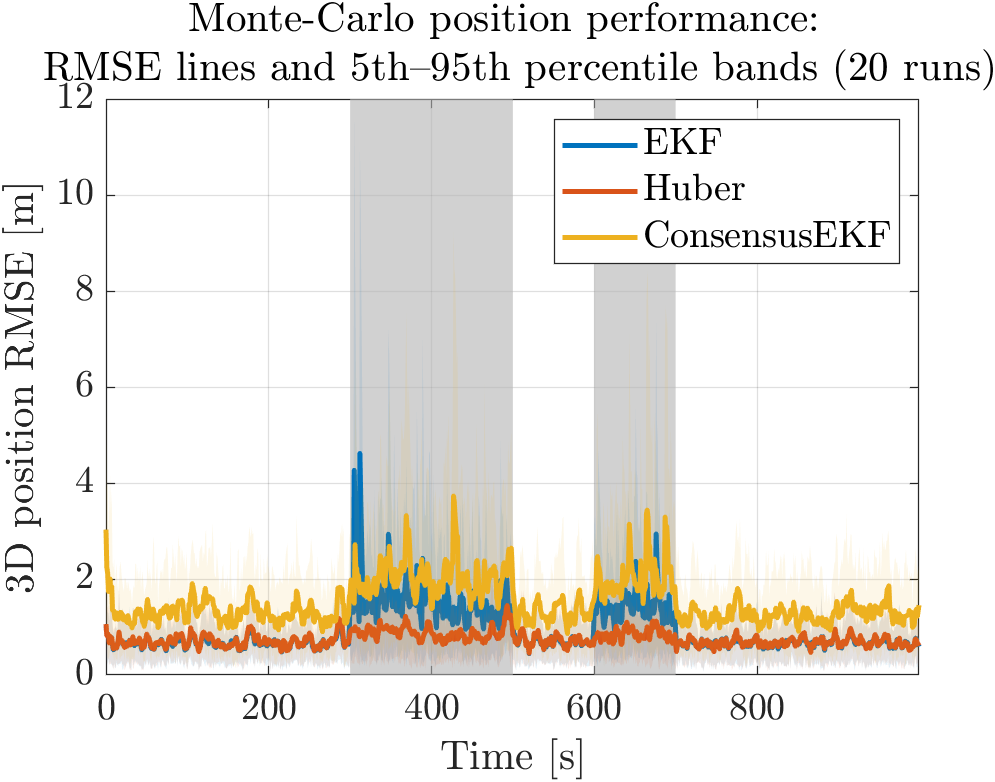 Monte-Carlo position performance:
RMSE lines and 5th–95th percentile bands (20 runs)
12
10
8
6
4
2
0
3D position RMSE [m]
EKF
Huber
ConsensusEKF
0
200
400
600
800
Time [s]